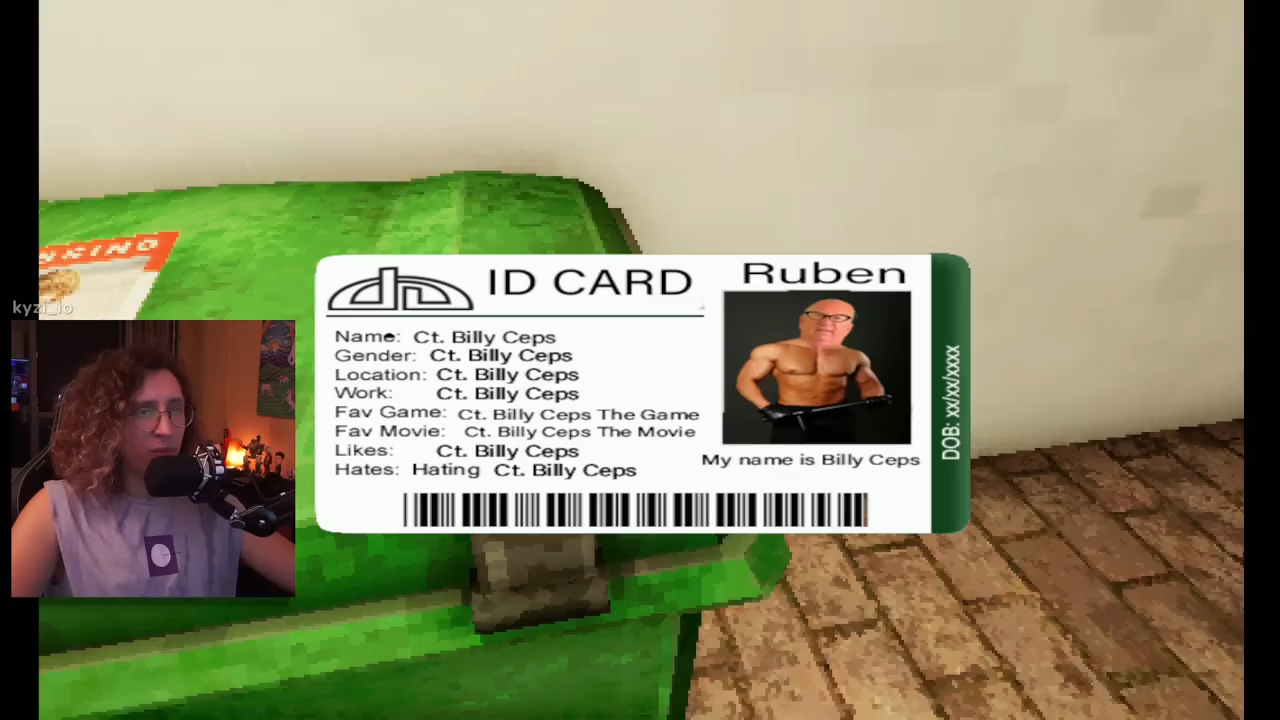 NSSING
kyzi_io
ID CARD
Ruben
Name: Ct. Billy Ceps
Gender: Ct. Billy Ceps
Location: Ct. Billy Ceps
Work: Ct. Billy Ceps
Fav Game: Ct. Billy Ceps The Game
Fav Movie: Ct. Billy Ceps The Movie
Likes: Ct. Billy Ceps
Hates: Hating Ct. Billy Ceps
My name is Billy Ceps
DOB: xx/xx/xxxx